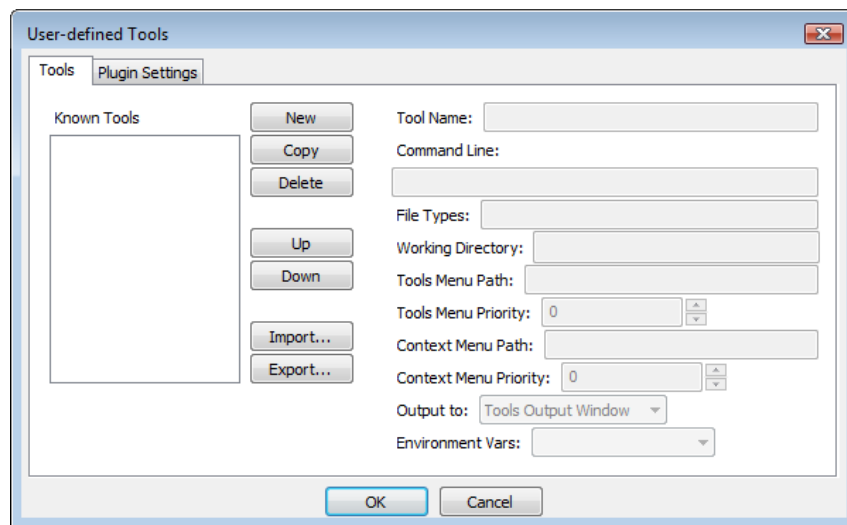 User-defined Tools
Tools
Plugin Settings
Known Tools
New
Copy
Delete
Up
Down
Import...
Export...
Tool Name:
Command Line:
File Types:
Working Directory:
Tools Menu Path:
Tools Menu Priority: 0
Context Menu Path:
Context Menu Priority: 0
Output to: Tools Output Window
Environment Vars:
OK
Cancel